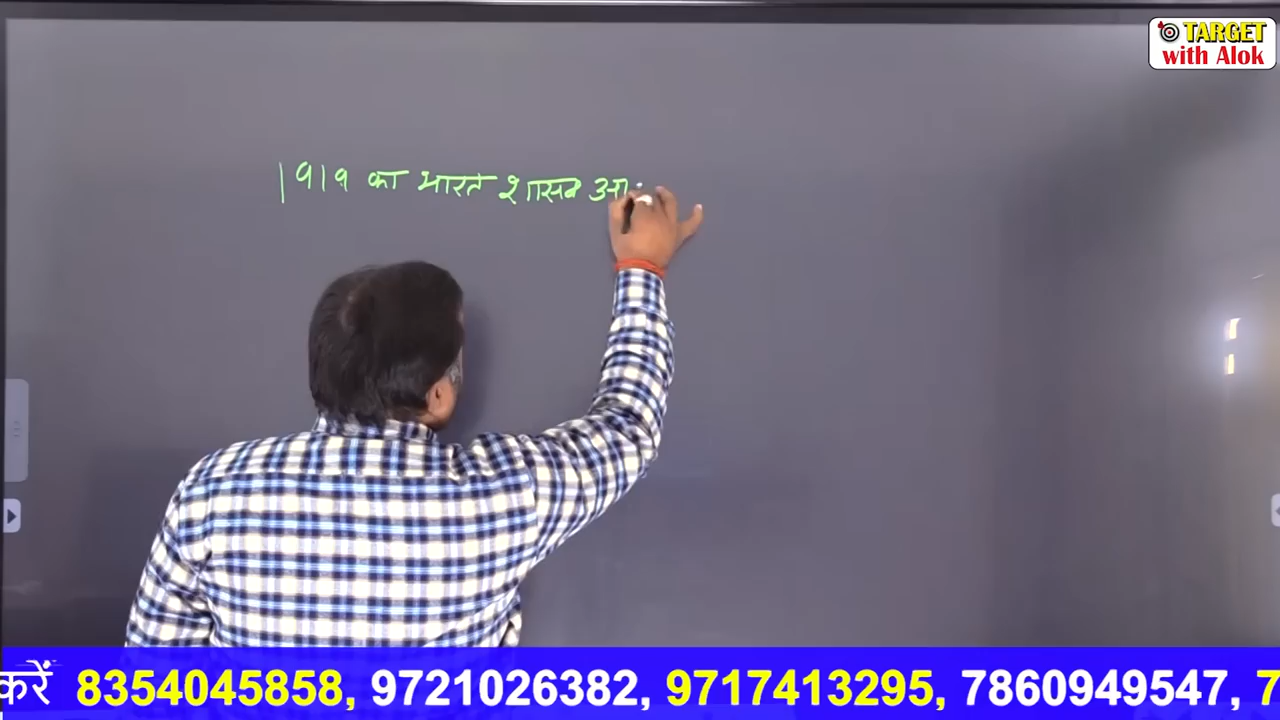 TARGET
with Alok
1919 का भारत शासन
करें 8354045858, 9721026382, 9717413295, 7860949547, 7